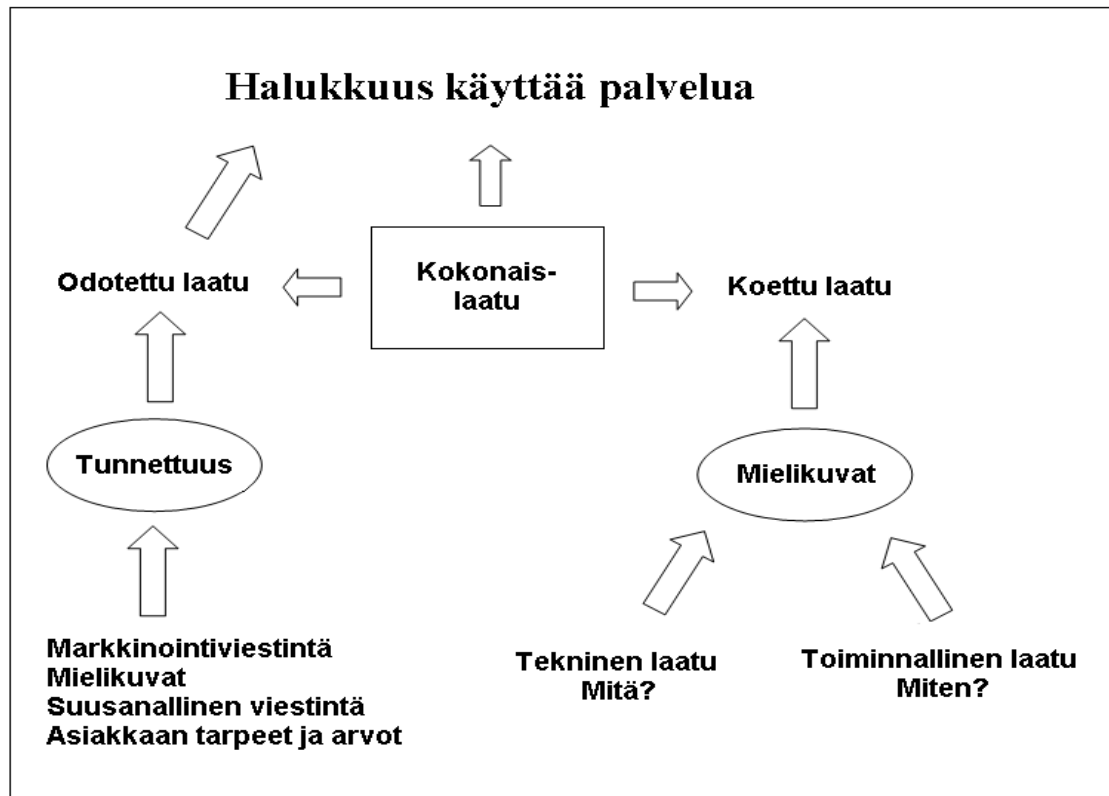 Halukkuus käyttää palvelua
Odotettu laatu
Kokonais-
laatu
Koettu laatu
Tunnettuus
Mielikuvat
Markkinointiviestintä
Mielikuvat
Suusanallinen viestintä
Asiakkaan tarpeet ja arvot
Tekninen laatu
Mitä?
Toiminnallinen laatu
Miten?